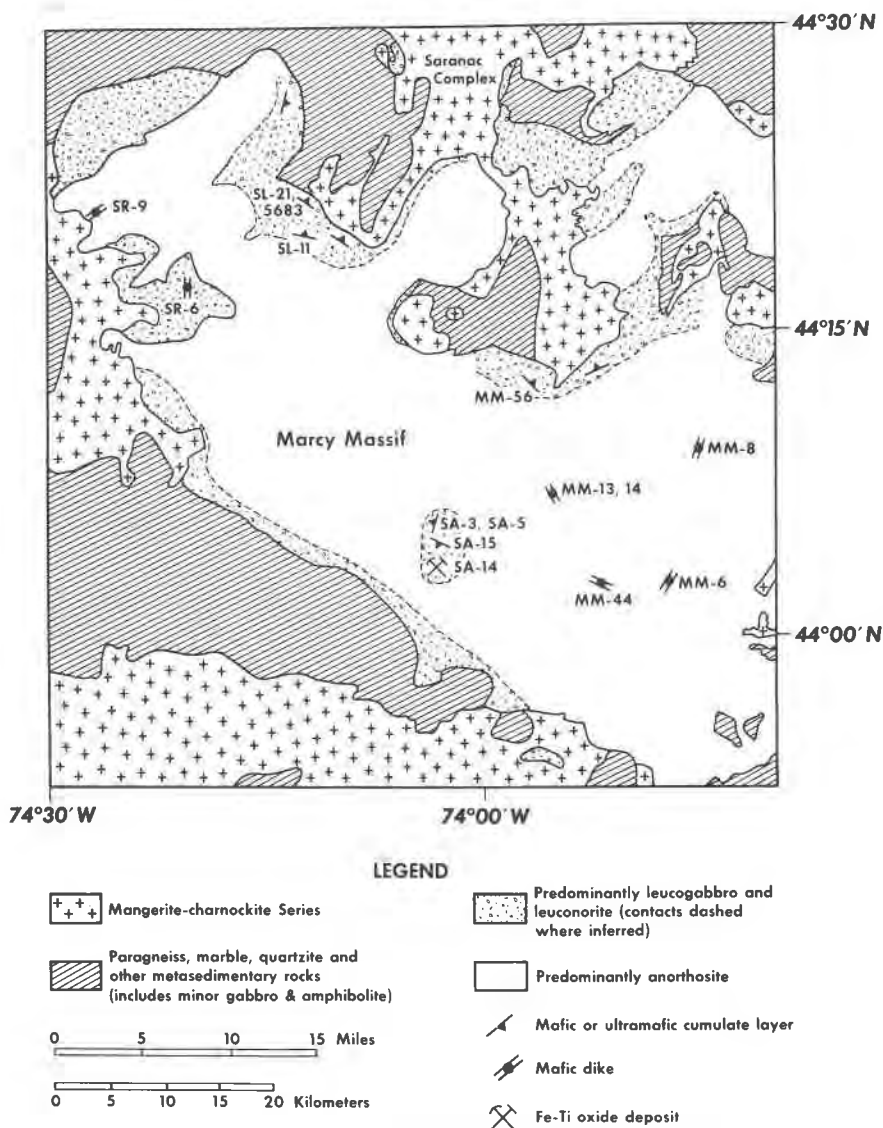 44°30′N
Saranac
Complex
SR-9
SL-21,
5683
SL-11
SR-6
44°15′N
MM-56
Marcy Massif
MM-8
MM-13, 14
SA-3, SA-5
SA-15
SA-14
MM-44
MM-6
44°00′N
74°30′W
74°00′W
LEGEND
Mangerite-charnockite Series
Paragneiss, marble, quartzite and
other metasedimentary rocks
(includes minor gabbro & amphibolite)
0 5 10 15 Miles
0 5 10 15 20 Kilometers
Predominantly leucogabbro and
leuconorite (contacts dashed
where inferred)
Predominantly anorthosite
Mafic or ultramafic cumulate layer
Mafic dike
Fe-Ti oxide deposit